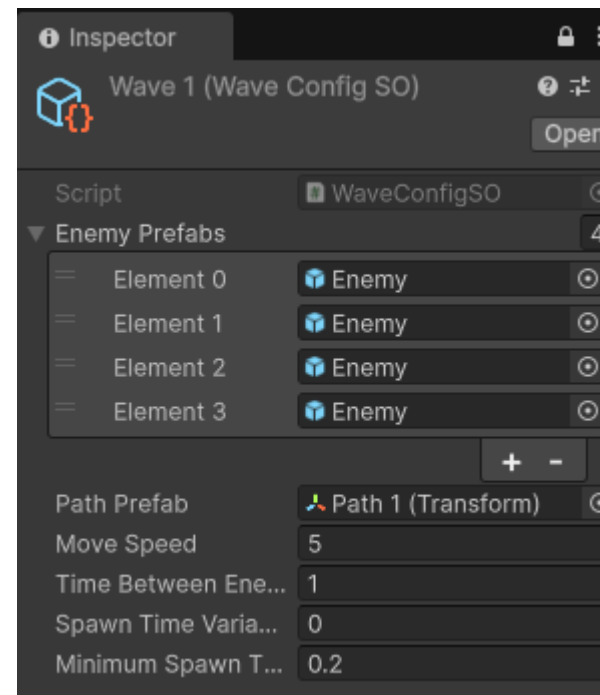 Inspector
Wave 1 (Wave Config SO)
Open
Script WaveConfigSO
Enemy Prefabs 4
Element 0 Enemy
Element 1 Enemy
Element 2 Enemy
Element 3 Enemy
+ -
Path Prefab Path 1 (Transform)
Move Speed 5
Time Between Ene... 1
Spawn Time Varia... 0
Minimum Spawn T... 0.2